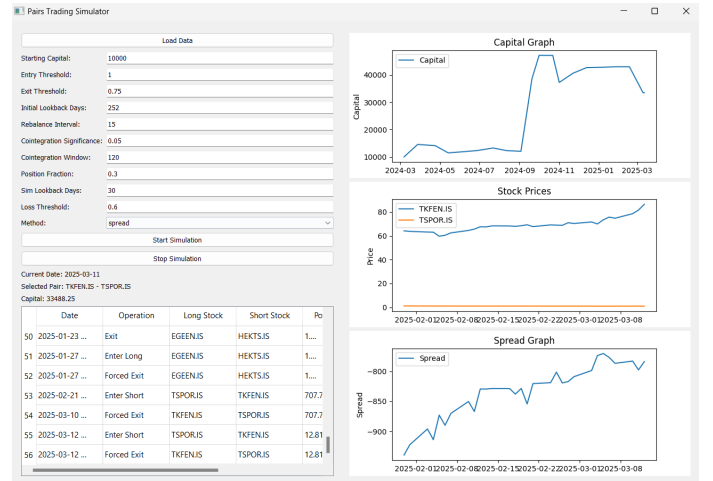 Pairs Trading Simulator
Load Data
Starting Capital: 10000
Entry Threshold: 1
Exit Threshold: 0.75
Initial Lookback Days: 252
Rebalance Interval: 15
Cointegration Significance: 0.05
Cointegration Window: 120
Position Fraction: 0.3
Sim Lookback Days: 30
Loss Threshold: 0.6
Method: spread
Start Simulation
Stop Simulation
Current Date: 2025-03-11
Selected Pair: TKFEN.IS - TSPOR.IS
Capital: 33488.25
Date Operation Long Stock Short Stock Po
50 2025-01-23 ... Exit EGEEN.IS HEKTS.IS 1....
51 2025-01-27 ... Enter Long EGEEN.IS HEKTS.IS 1....
52 2025-01-27 ... Forced Exit EGEEN.IS HEKTS.IS 1....
53 2025-02-21 ... Enter Short TSPOR.IS TKFEN.IS 707.7
54 2025-03-10 ... Forced Exit TKFEN.IS TSPOR.IS 707.7
55 2025-03-12 ... Enter Short TSPOR.IS TKFEN.IS 12.81
56 2025-03-12 ... Forced Exit TKFEN.IS TSPOR.IS 12.81
Capital Graph
Capital
Capital
40000
30000
20000
10000
2024-03 2024-05 2024-07 2024-09 2024-11 2025-01 2025-03
Stock Prices
TKFEN.IS
TSPOR.IS
Price
80
60
40
20
0
2025-02-01 2025-02-08 2025-02-15 2025-02-22 2025-03-01 2025-03-08
Spread Graph
Spread
Spread
−800
−850
−900
2025-02-01 2025-02-08 2025-02-15 2025-02-22 2025-03-01 2025-03-08